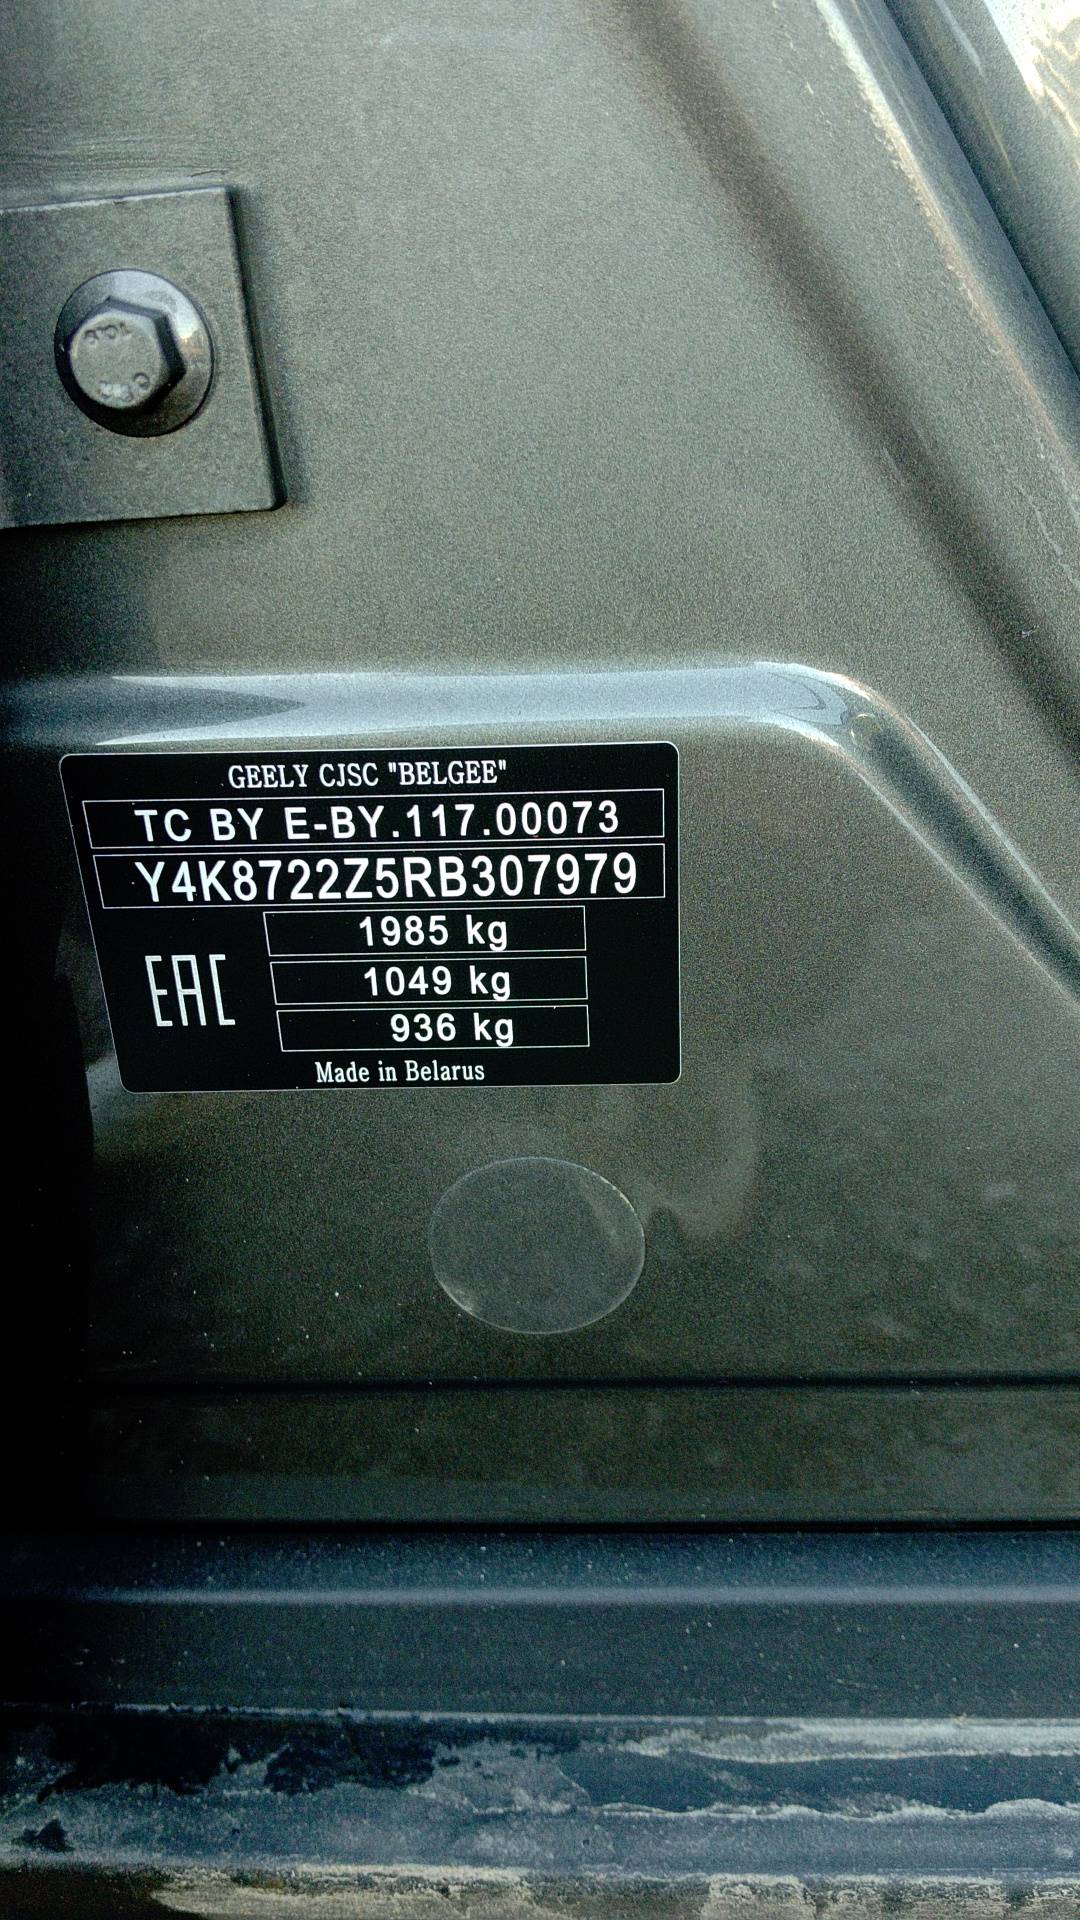 GEELY CJSC "BELGEE"
TC BY E-BY.117.00073
Y4K8722Z5RB307979
1985 kg
EAC
1049 kg
936 kg
Made in Belarus